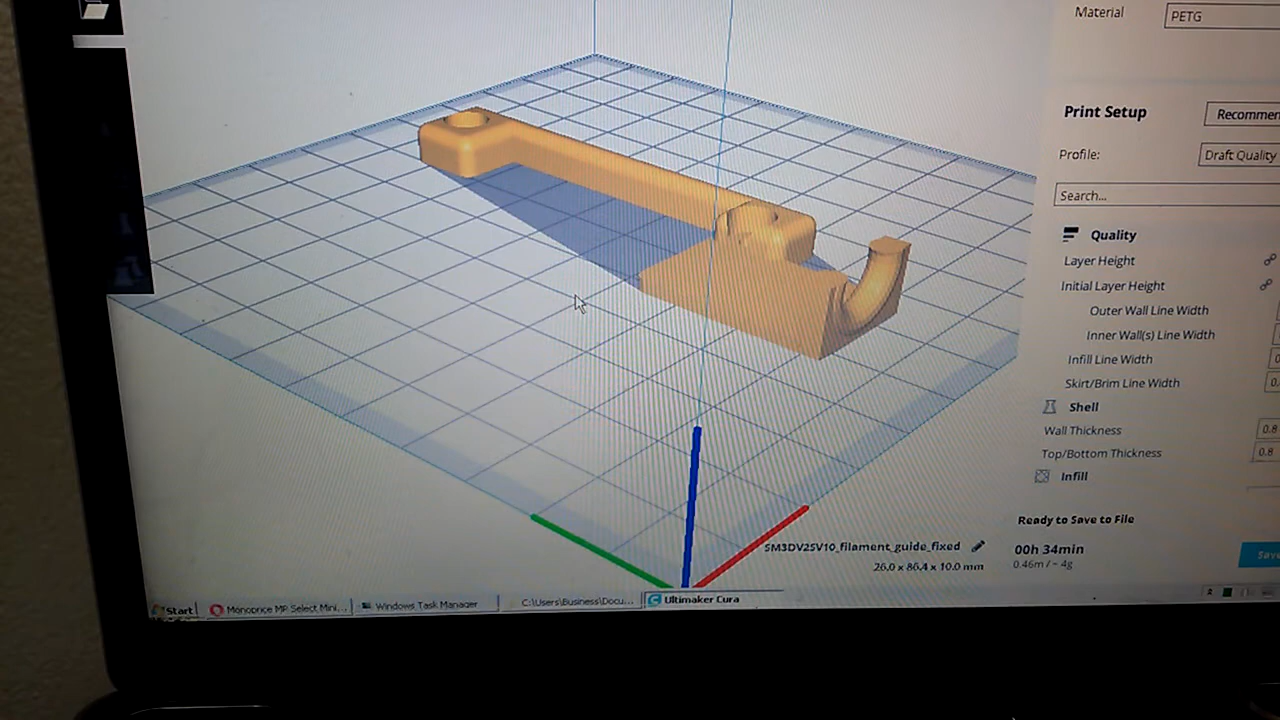 Material
PETG
Print Setup
Recommen
Profile:
Draft Quality
Search...
Quality
Layer Height
Initial Layer Height
Outer Wall Line Width
Inner Wall(s) Line Width
Infill Line Width
Skirt/Brim Line Width
Shell
Wall Thickness
0.8
Top/Bottom Thickness
0.8
Infill
Ready to Save to File
SM3DV25V10_filament_guide_fixed
26.0 x 86.4 x 10.0 mm
00h 34min
0.46m / ~ 4g
Save
Start
Monoprice MP Select Mini...
Windows Task Manager
C:\Users\Business\Docu...
Ultimaker Cura